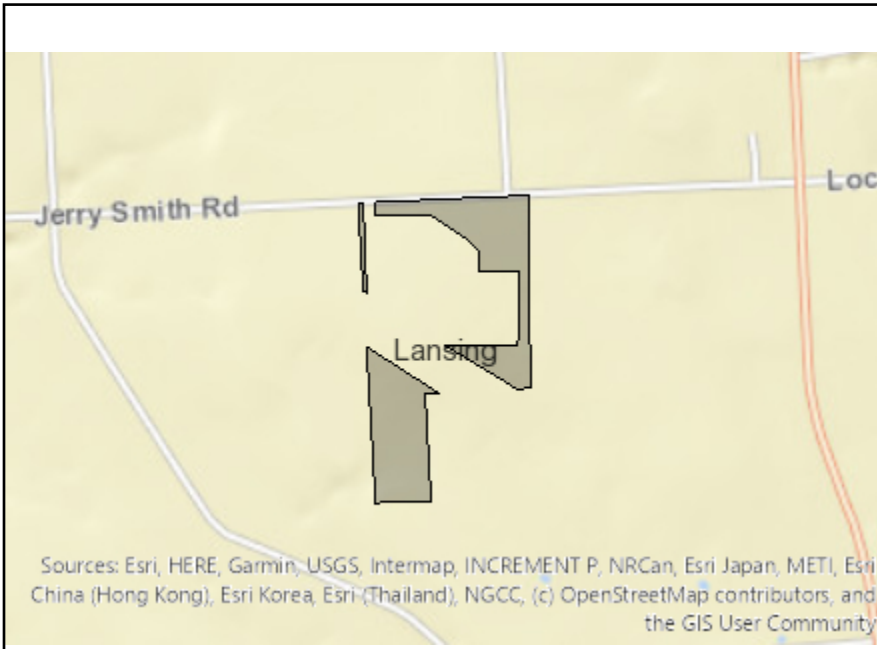 Loc
Jerry Smith Rd
Lansing
Sources: Esri, HERE, Garmin, USGS, Intermap, INCREMENT P, NRCan, Esri Japan, METI, Esri
China (Hong Kong), Esri Korea, Esri (Thailand), NGCC, (c) OpenStreetMap contributors, and
the GIS User Community